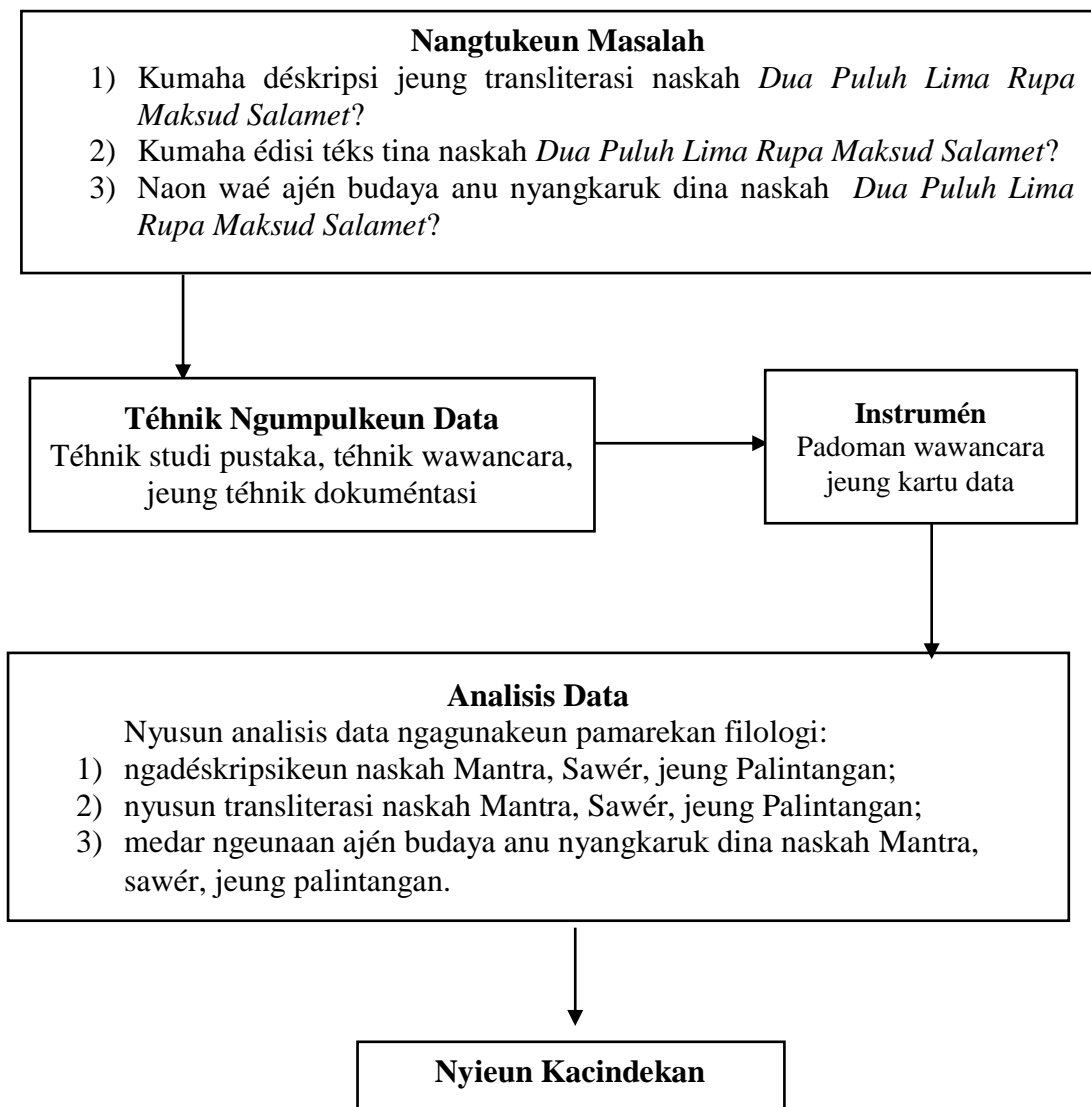 Nangtukeun Masalah
1) Kumaha déskripsi jeung transliterasi naskah Dua Puluh Lima Rupa
Maksud Salamet?
2) Kumaha édisi téks tina naskah Dua Puluh Lima Rupa Maksud Salamet?
3) Naon waé ajén budaya anu nyangkaruk dina naskah Dua Puluh Lima
Rupa Maksud Salamet?
Téhnik Ngumpulkeun Data
Téhnik studi pustaka, téhnik wawancara,
jeung téhnik dokuméntasi
Instrumén
Padoman wawancara
jeung kartu data
Analisis Data
Nyusun analisis data ngagunakeun pamarekan filologi:
1) ngadéskripsikeun naskah Mantra, Sawér, jeung Palintangan;
2) nyusun transliterasi naskah Mantra, Sawér, jeung Palintangan;
3) medar ngeunaan ajén budaya anu nyangkaruk dina naskah Mantra,
sawér, jeung palintangan.
Nyieun Kacindekan